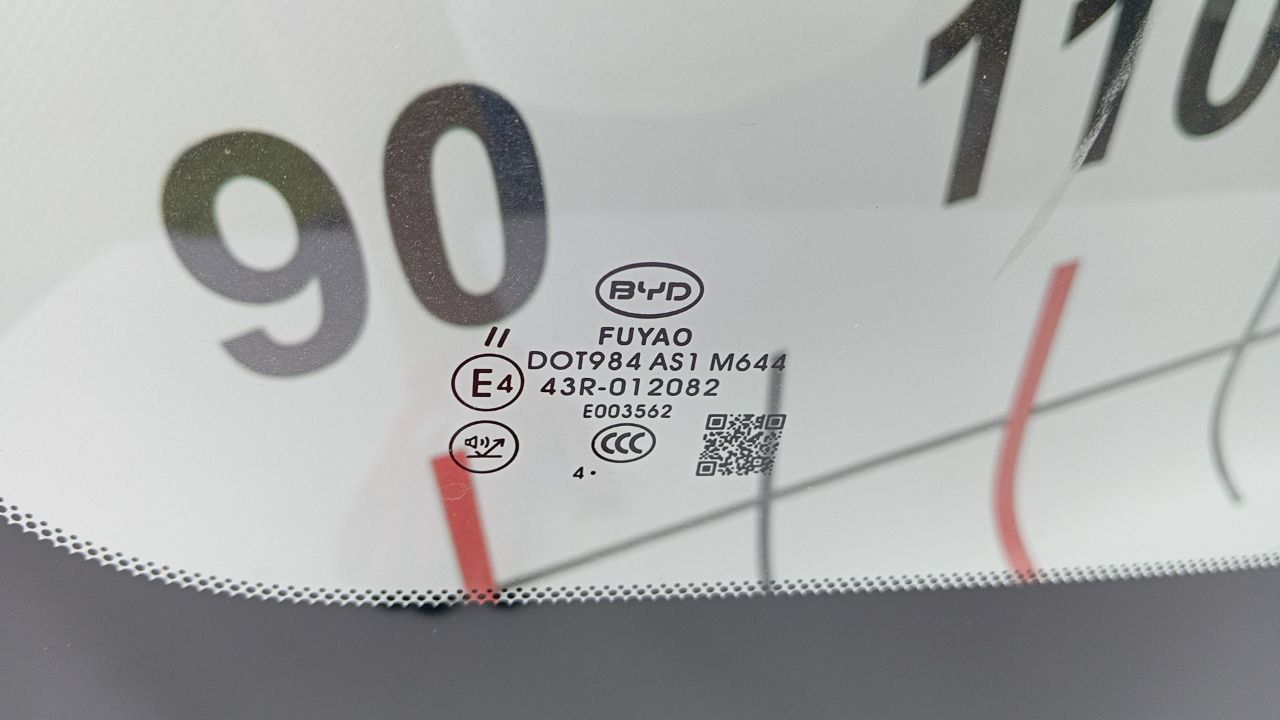 90
110
BYD
//
FUYAO
DOT984 AS1 M644
E4
43R-012082
E003562
CCC
4 •